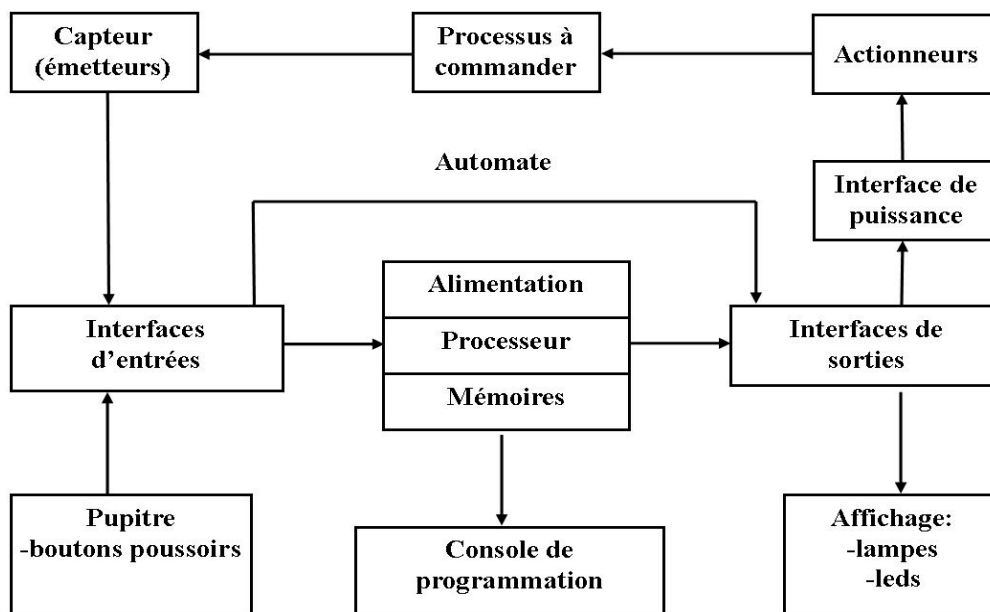 Capteur
(émetteurs)
Processus à
commander
Actionneurs
Automate
Interface de
puissance
Interfaces
d’entrées
Alimentation
Processeur
Mémoires
Interfaces de
sorties
Pupitre
-boutons poussoirs
Console de
programmation
Affichage:
-lampes
-leds